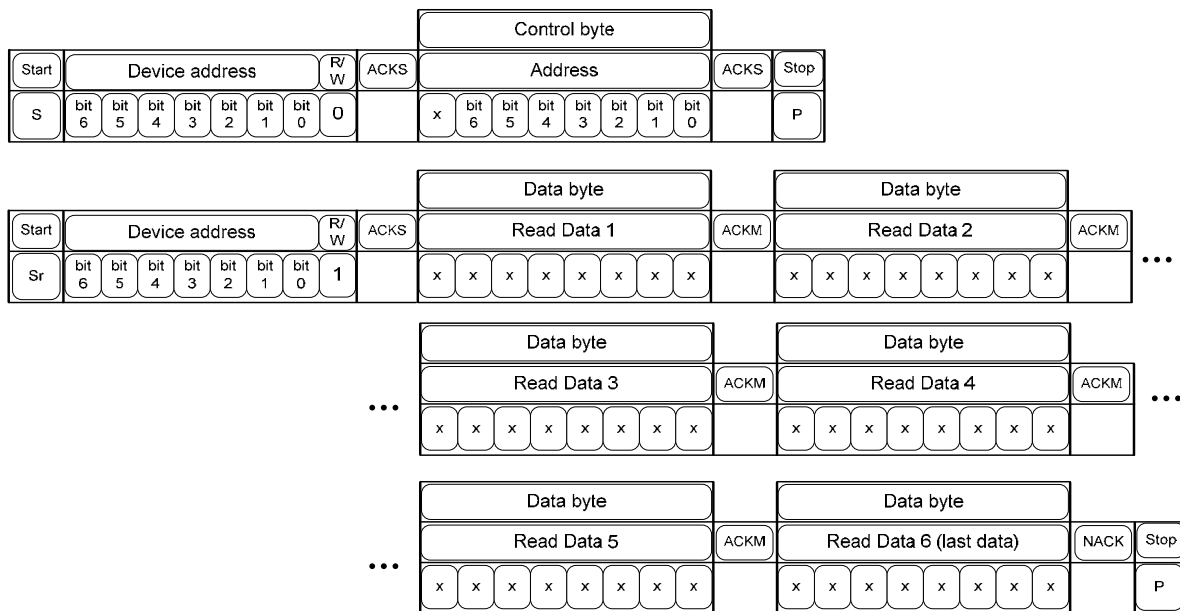 Control byte
Start Device address R/W ACKS Address ACKS Stop
S bit 6 bit 5 bit 4 bit 3 bit 2 bit 1 bit 0 0 x bit 6 bit 5 bit 4 bit 3 bit 2 bit 1 bit 0 P
Data byte Data byte
Start Device address R/W ACKS Read Data 1 ACKM Read Data 2 ACKM
Sr bit 6 bit 5 bit 4 bit 3 bit 2 bit 1 bit 0 1 x x x x x x x x x x x x x x x x ...
Data byte Data byte
Read Data 3 ACKM Read Data 4 ACKM
... x x x x x x x x x x x x x x x x ...
Data byte Data byte
Read Data 5 ACKM Read Data 6 (last data) NACK Stop
... x x x x x x x x x x x x x x x x P